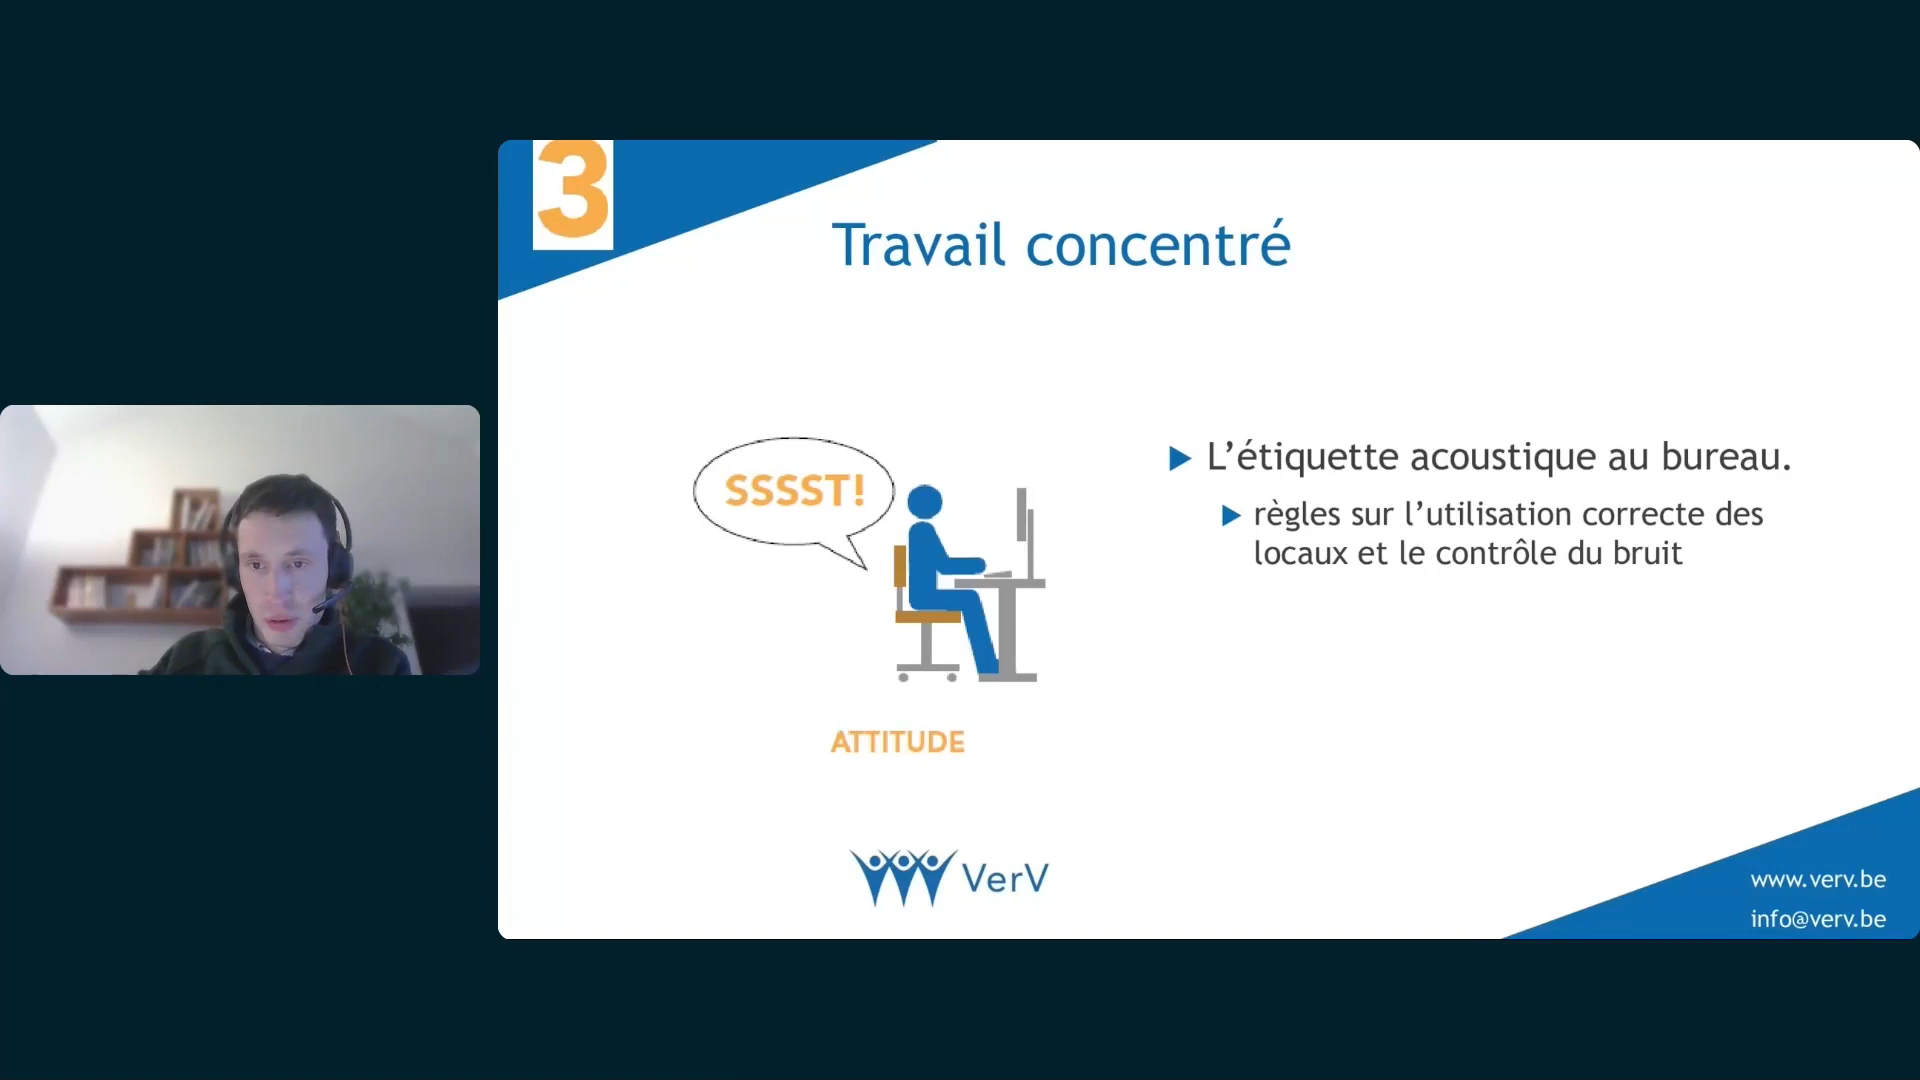 3
Travail concentré
SSSST!
ATTITUDE
L’étiquette acoustique au bureau.
règles sur l’utilisation correcte des
locaux et le contrôle du bruit
VerV
www.verv.be
info@verv.be